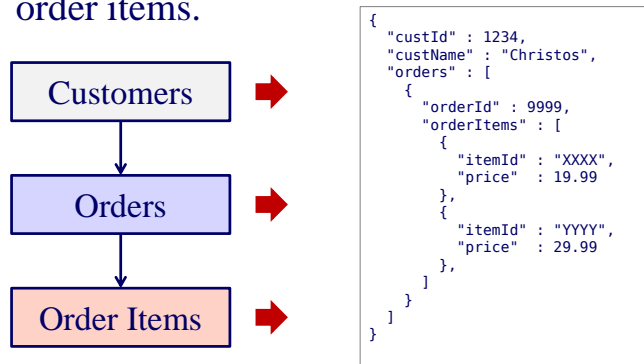 order items.
Customers
Orders
Order Items
{
  "custId" : 1234,
  "custName" : "Christos",
  "orders" : [
    {
      "orderId" : 9999,
      "orderItems" : [
        {
          "itemId" : "XXXX",
          "price"  : 19.99
        },
        {
          "itemId" : "YYYY",
          "price"  : 29.99
        },
      ]
    }
  ]
}